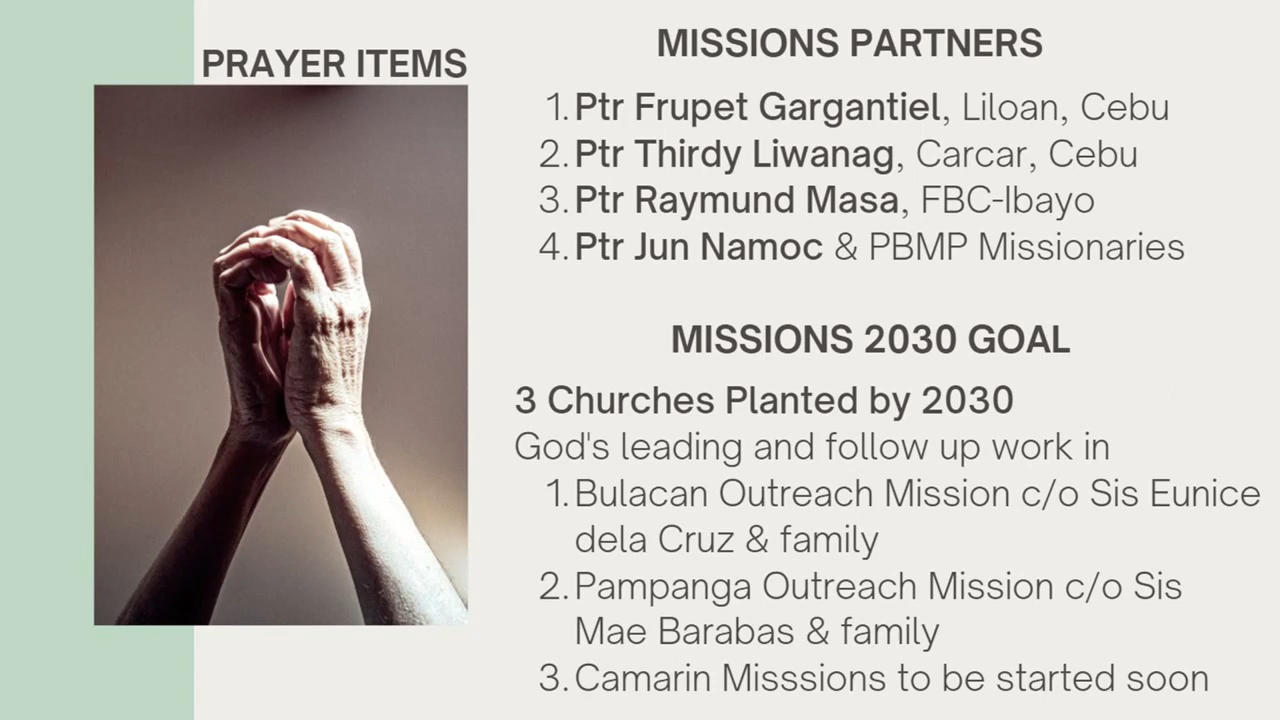 PRAYER ITEMS
MISSIONS PARTNERS
1. Ptr Frupet Gargantiel, Liloan, Cebu
2. Ptr Thirdy Liwanag, Carcar, Cebu
3. Ptr Raymund Masa, FBC-Ibayo
4. Ptr Jun Namoc & PBMP Missionaries
MISSIONS 2030 GOAL
3 Churches Planted by 2030
God's leading and follow up work in
1. Bulacan Outreach Mission c/o Sis Eunice
dela Cruz & family
2. Pampanga Outreach Mission c/o Sis
Mae Barabas & family
3. Camarin Misssions to be started soon